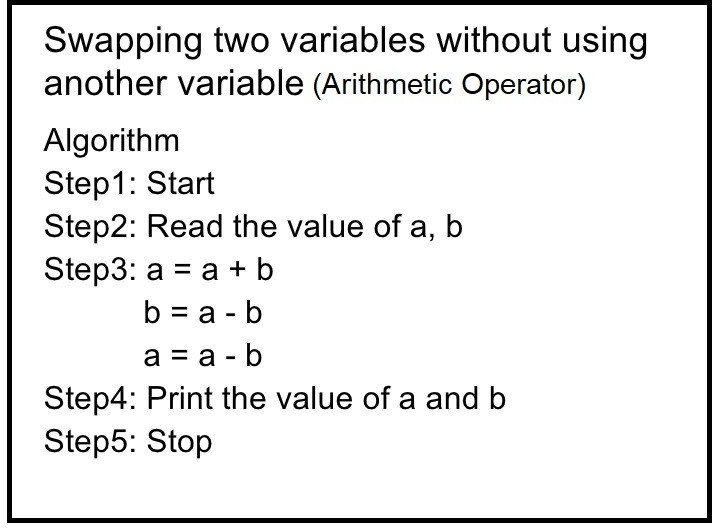 Swapping two variables without using
another variable (Arithmetic Operator)
Algorithm
Step1: Start
Step2: Read the value of a, b
Step3: a = a + b
b = a - b
a = a - b
Step4: Print the value of a and b
Step5: Stop